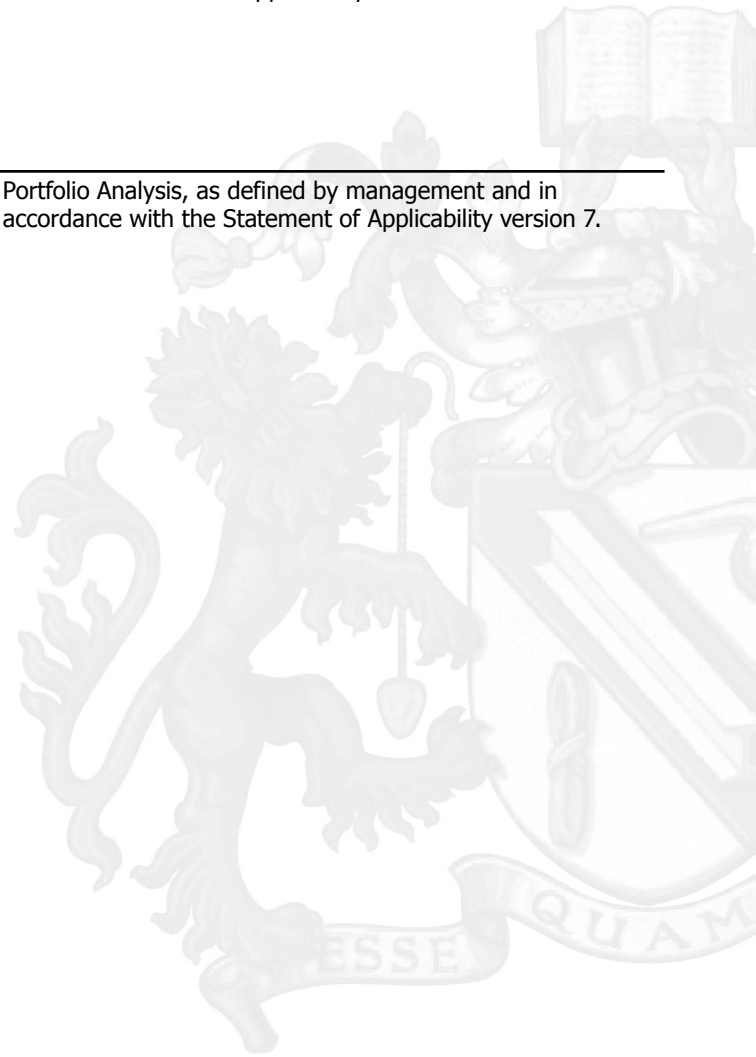 Portfolio Analysis, as defined by management and in
accordance with the Statement of Applicability version 7.
ESSE
QUAM